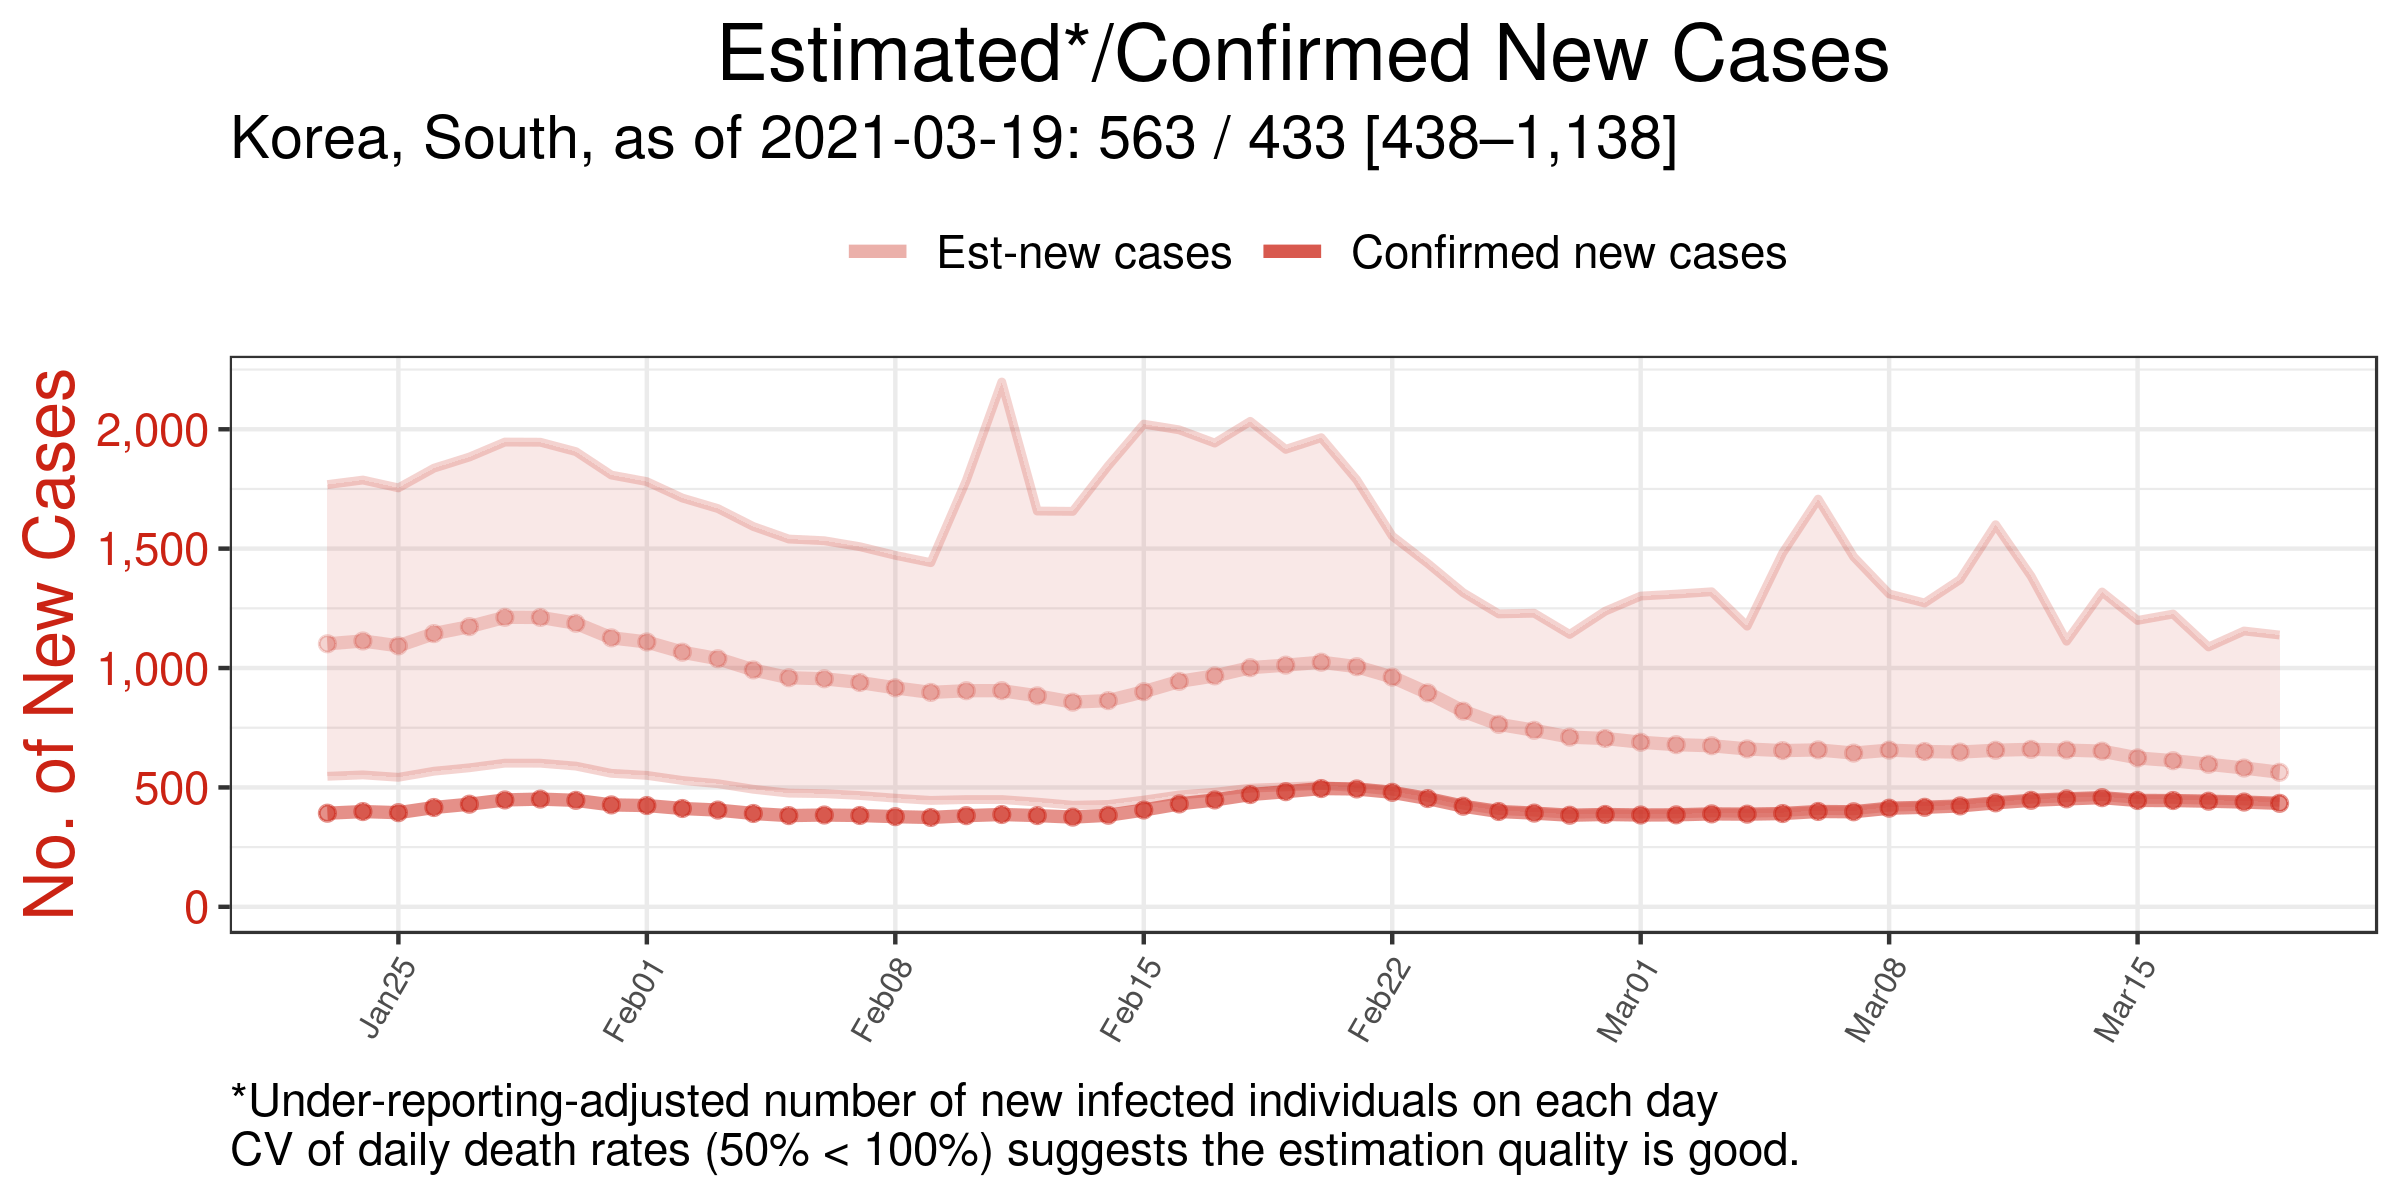 Estimated*/Confirmed New Cases
Korea, South, as of 2021-03-19: 563 / 433 [438–1,138]
Est-new cases
Confirmed new cases
No. of New Cases
2,000
1,500
1,000
500
0
Jan25
Feb01
Feb08
Feb15
Feb22
Mar01
Mar08
Mar15
*Under-reporting-adjusted number of new infected individuals on each day
CV of daily death rates (50% < 100%) suggests the estimation quality is good.